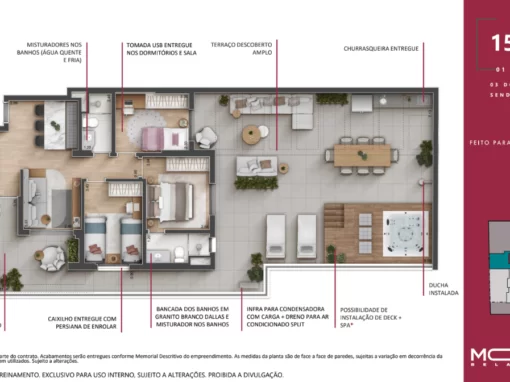 MISTURADORES NOS
BANHOS (ÁGUA QUENTE
E FRIA)
TOMADA USB ENTREGUE
NOS DORMITÓRIOS E SALA
TERRAÇO DESCOBERTO
AMPLO
CHURRASQUEIRA ENTREGUE
15
01
03 DO
SEND
FEITO PARA
DUCHA
INSTALADA
CAIXILHO ENTREGUE COM
PERSIANA DE ENROLAR
BANCADA DOS BANHOS EM
GRANITO BRANCO DALLAS E
MISTURADOR NOS BANHOS
INFRA PARA CONDENSADORA
COM CARGA + DRENO PARA AR
CONDICIONADO SPLIT
POSSIBILIDADE DE
INSTALAÇÃO DE DECK +
SPA*
BELA
arte do contrato. Acabamentos serão entregues conforme Memorial Descritivo do empreendimento. As medidas da planta são de face a face de paredes, sujeitas a variação em decorrência da
em utilizados. Sujeito a alterações.
REINAMENTO. EXCLUSIVO PARA USO INTERNO, SUJEITO A ALTERAÇÕES. PROIBIDA A DIVULGAÇÃO.